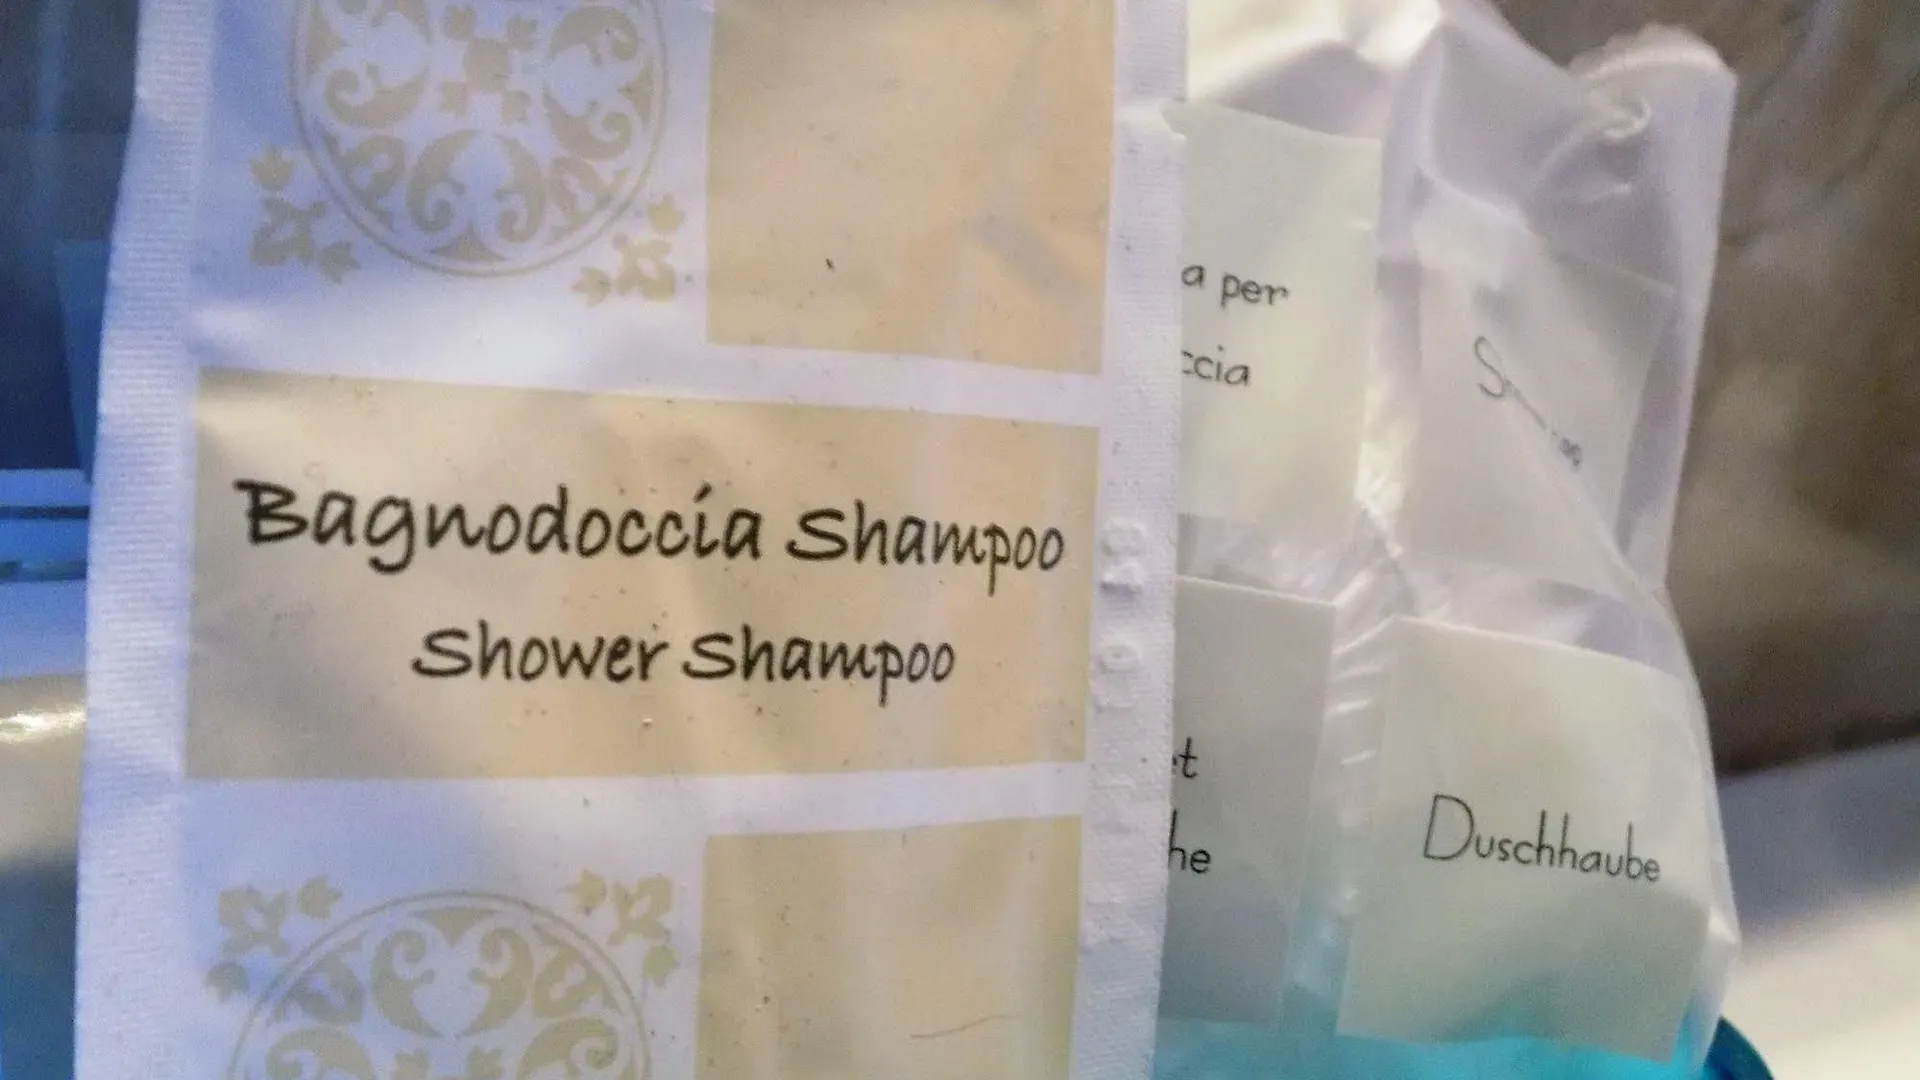 Bagnodoccia Shampoo
Shower Shampoo
a per
ccia
t
he
Duschhaube